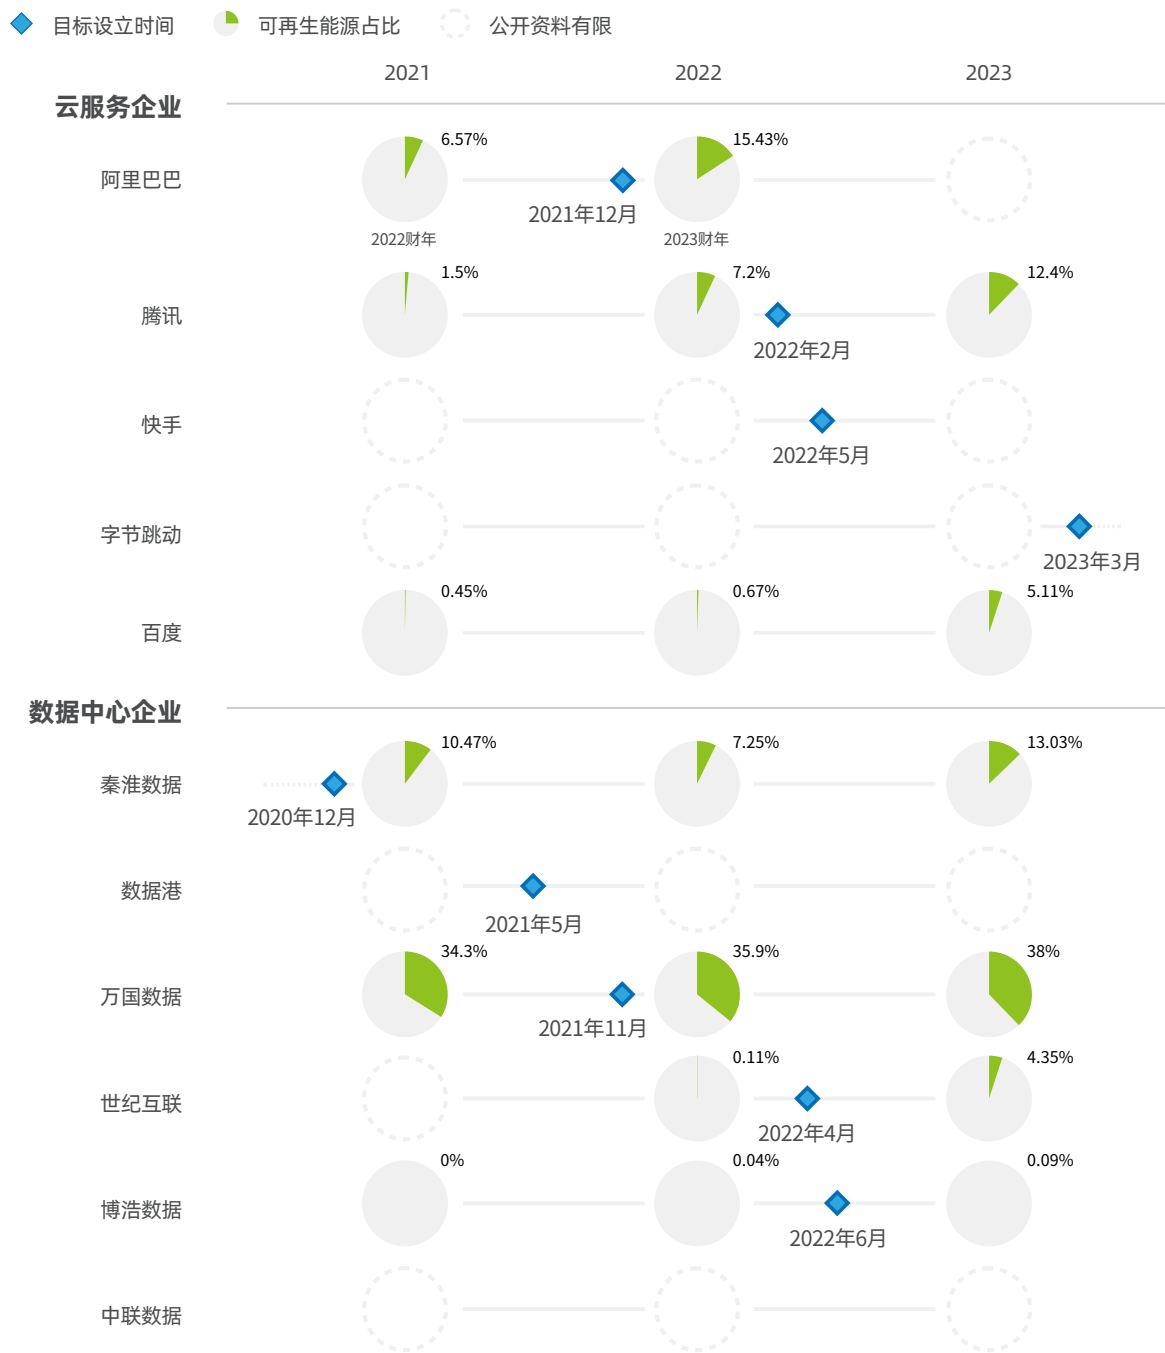 目标设立时间 可再生能源占比 公开资料有限
2021 2022 2023
云服务企业
阿里巴巴 6.57% 15.43%
2021年12月
2022财年 2023财年
腾讯 1.5% 7.2% 12.4%
2022年2月
快手
2022年5月
字节跳动
2023年3月
百度 0.45% 0.67% 5.11%
数据中心企业
秦淮数据 10.47% 7.25% 13.03%
2020年12月
数据港
2021年5月
万国数据 34.3% 35.9% 38%
2021年11月
世纪互联 0.11% 4.35%
2022年4月
博浩数据 0% 0.04% 0.09%
2022年6月
中联数据